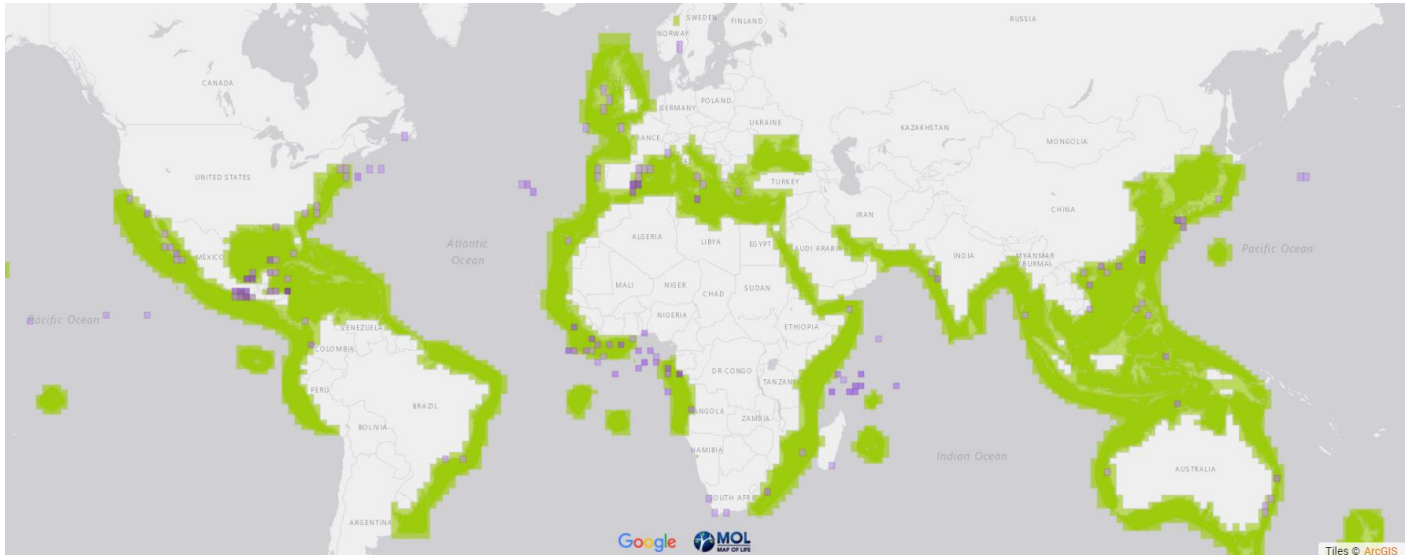 SWEDEN
FINLAND
RUSSIA
NORWAY
CANADA
POLAND
GERMANY
UKRAINE
KAZAKHSTAN
FRANCE
MONGOLIA
UNITED STATES
TURKEY
CHINA
IRAN
ALGERIA
LIBYA
EGYPT
SAUDI ARABIA
Atlantic
Ocean
Pacific Ocean
MÉXICO
INDIA
MYANMAR
(BURMA)
MALI
NIGER
CHAD
SUDAN
NIGERIA
ETHIOPIA
Pacific Ocean
VENEZUELA
COLOMBIA
DR CONGO
TANZANIA
PERU
BRAZIL
ANGOLA
ZAMBIA
BOLIVIA
NAMIBIA
Indian Ocean
AUSTRALIA
SOUTH AFRI
ARGENTINA
Google
MOL
MAP OF LIFE
Tiles © ArcGIS